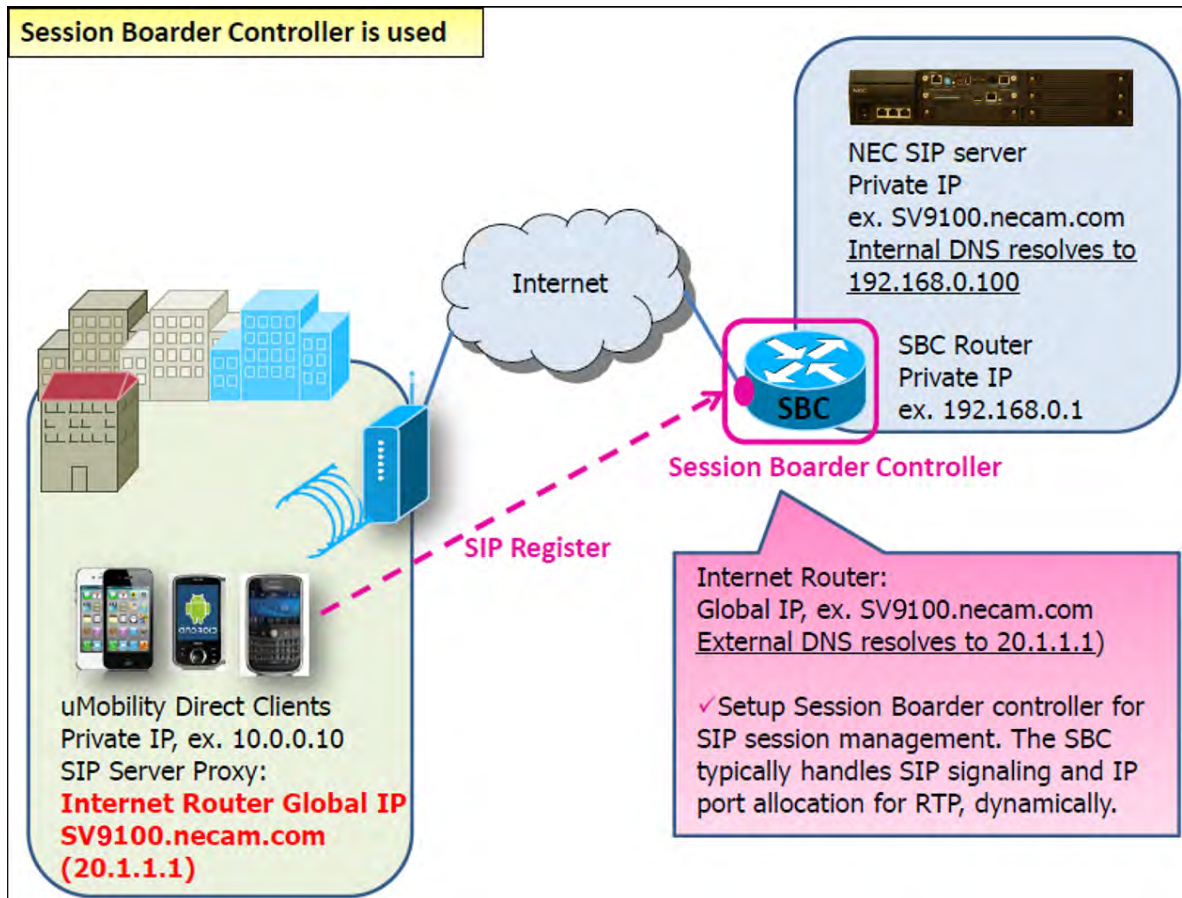 Session Boarder Controller is used
NEC
NEC SIP server
Private IP
ex. SV9100.necam.com
Internal DNS resolves to
192.168.0.100
Internet
SBC Router
Private IP
ex. 192.168.0.1
SBC
Session Boarder Controller
SIP Register
Internet Router:
Global IP, ex. SV9100.necam.com
External DNS resolves to 20.1.1.1)
✓Setup Session Boarder controller for
SIP session management. The SBC
typically handles SIP signaling and IP
port allocation for RTP, dynamically.
uMobility Direct Clients
Private IP, ex. 10.0.0.10
SIP Server Proxy:
Internet Router Global IP
SV9100.necam.com
(20.1.1.1)